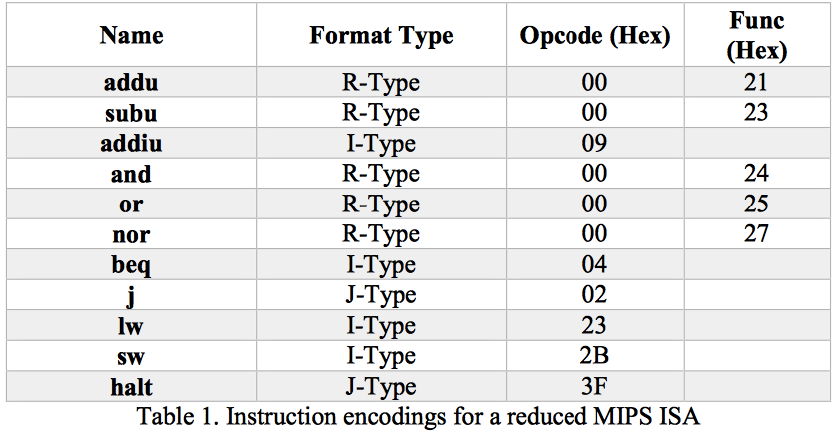 Name Format Type Opcode (Hex) Func (Hex)
addu R-Type 00 21
subu R-Type 00 23
addiu I-Type 09
and R-Type 00 24
or R-Type 00 25
nor R-Type 00 27
beq I-Type 04
j J-Type 02
lw I-Type 23
sw I-Type 2B
halt J-Type 3F
Table 1. Instruction encodings for a reduced MIPS ISA